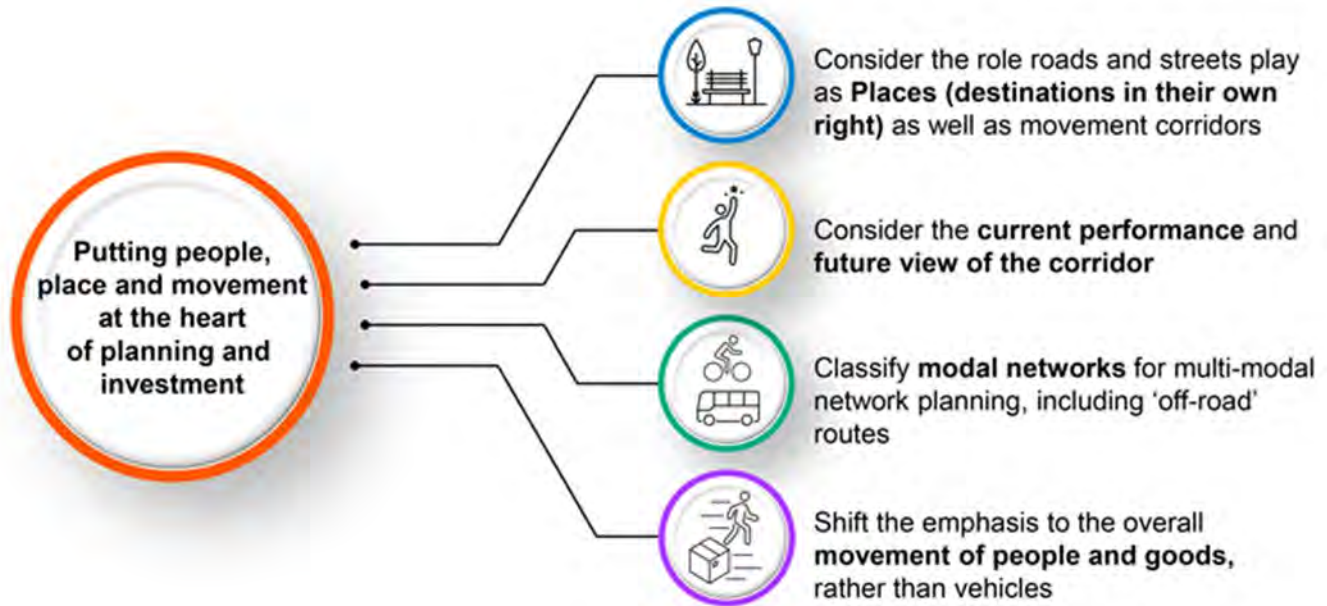 Putting people,
place and movement
at the heart
of planning and
investment
Consider the role roads and streets play
as Places (destinations in their own
right) as well as movement corridors
Consider the current performance and
future view of the corridor
Classify modal networks for multi-modal
network planning, including ‘off-road’
routes
Shift the emphasis to the overall
movement of people and goods,
rather than vehicles